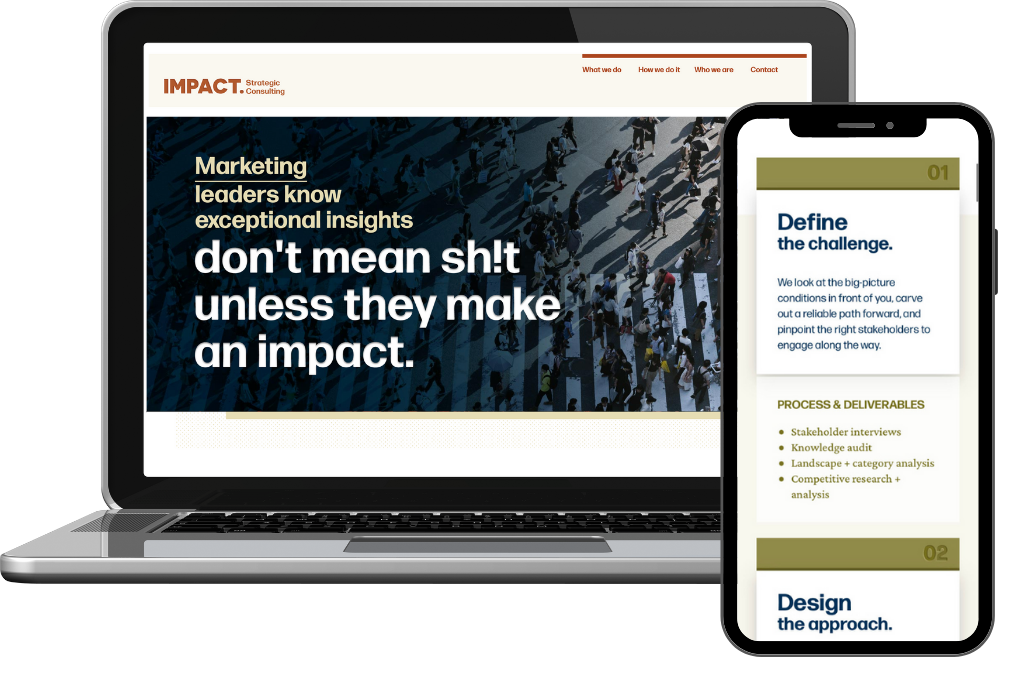 What we do How we do it Who we are Contact
IMPACT. Strategic
Consulting
Marketing
leaders know
exceptional insights
don't mean sh!t
unless they make
an impact.
01
Define
the challenge.
We look at the big-picture
conditions in front of you, carve
out a reliable path forward, and
pinpoint the right stakeholders to
engage along the way.
PROCESS & DELIVERABLES
• Stakeholder interviews
• Knowledge audit
• Landscape + category analysis
• Competitive research +
analysis
02
Design
the approach.